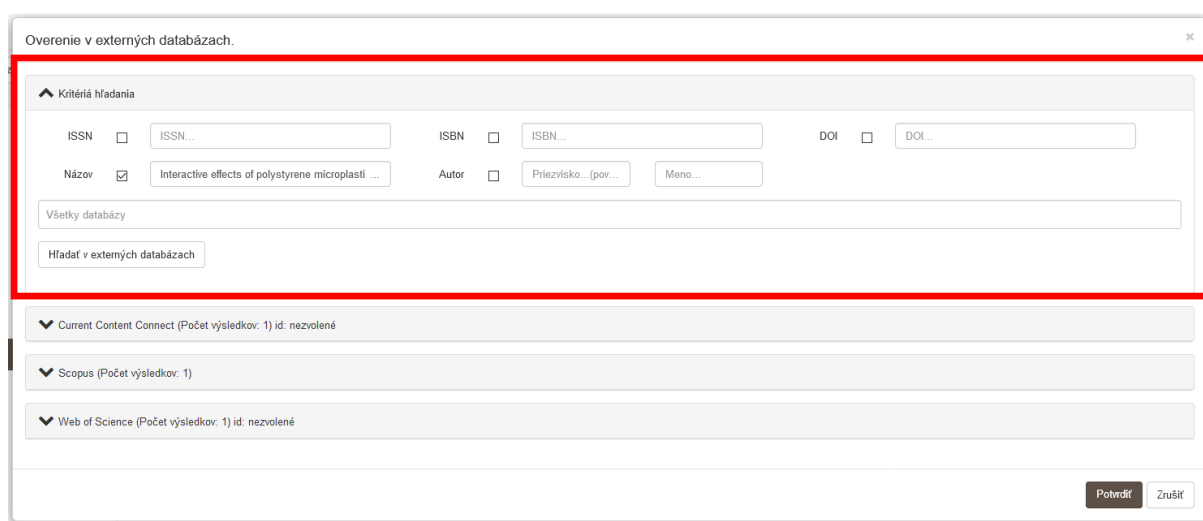 Overenie v externých databázach.
×
Kritériá hľadania
ISSN ISSN... ISBN ISBN... DOI DOI...
Názov Interactive effects of polystyrene microplasti ... Autor Priezvisko...(pov... Meno...
Všetky databázy
Hľadať v externých databázach
Current Content Connect (Počet výsledkov: 1) id: nezvolené
Scopus (Počet výsledkov: 1)
Web of Science (Počet výsledkov: 1) id: nezvolené
Potvrdiť Zrušiť